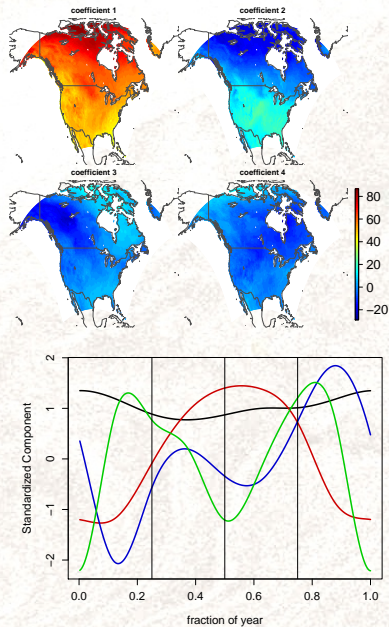 coefficient 1
coefficient 2
coefficient 3
coefficient 4
80
60
40
20
0
−20
Standardized Component
2
1
0
−1
−2
0.0 0.2 0.4 0.6 0.8 1.0
fraction of year